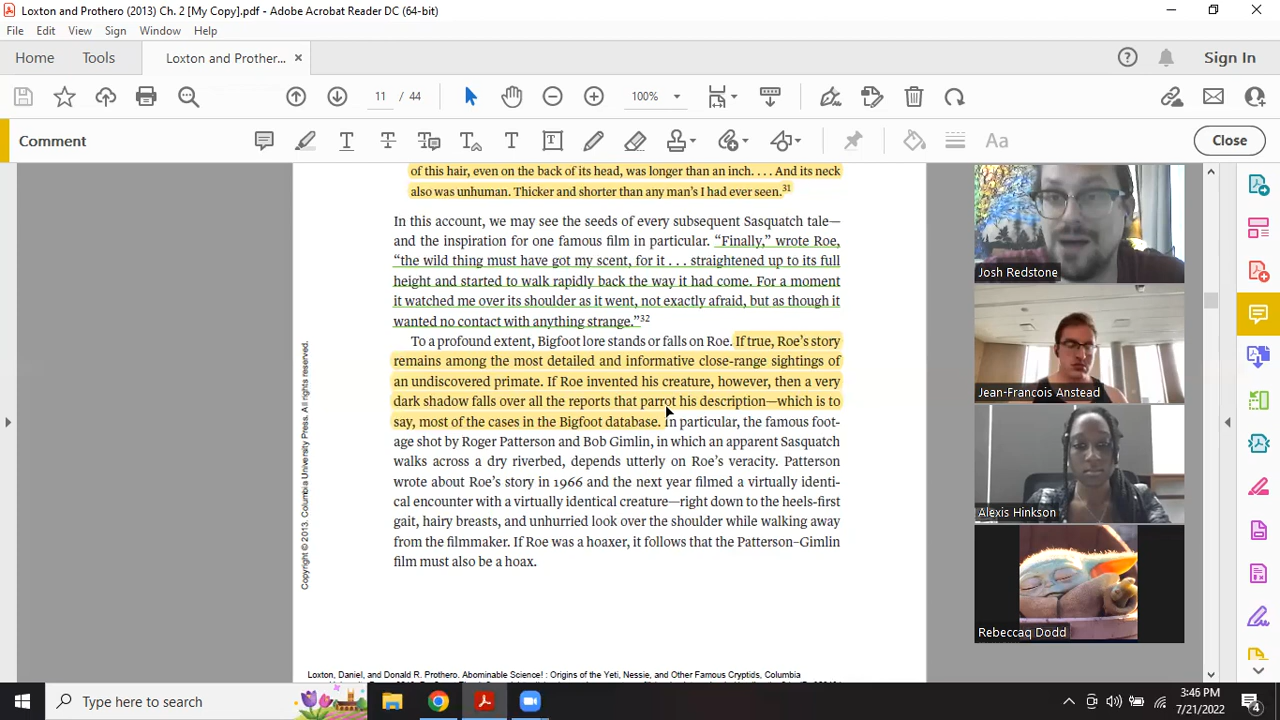 Loxton and Prothero (2013) Ch. 2 [My Copy].pdf - Adobe Acrobat Reader DC (64-bit)
File Edit View Sign Window Help
Home Tools Loxton and Prother... ×
11 / 44 100% Sign In
Comment Close
of this hair, even on the back of its head, was longer than an inch. . . . And its neck
also was unhuman. Thicker and shorter than any man's I had ever seen.31
In this account, we may see the seeds of every subsequent Sasquatch tale—
and the inspiration for one famous film in particular. “Finally,” wrote Roe,
“the wild thing must have got my scent, for it . . . straightened up to its full
height and started to walk rapidly back the way it had come. For a moment
it watched me over its shoulder as it went, not exactly afraid, but as though it
wanted no contact with anything strange.”32
To a profound extent, Bigfoot lore stands or falls on Roe. If true, Roe's story
remains among the most detailed and informative close-range sightings of
an undiscovered primate. If Roe invented his creature, however, then a very
dark shadow falls over all the reports that parrot his description—which is to
say, most of the cases in the Bigfoot database. In particular, the famous foot-
age shot by Roger Patterson and Bob Gimlin, in which an apparent Sasquatch
walks across a dry riverbed, depends utterly on Roe's veracity. Patterson
wrote about Roe's story in 1966 and the next year filmed a virtually identi-
cal encounter with a virtually identical creature—right down to the heels-first
gait, hairy breasts, and unhurried look over the shoulder while walking away
from the filmmaker. If Roe was a hoaxer, it follows that the Patterson–Gimlin
film must also be a hoax.
Copyright © 2013. Columbia University Press. All rights reserved.
Loxton, Daniel, and Donald R. Prothero. Abominable Science! : Origins of the Yeti, Nessie, and Other Famous Cryptids, Columbia
Josh Redstone
Jean-Francois Anstead
Alexis Hinkson
Rebeccaq Dodd
Type here to search
3:46 PM
7/21/2022
4